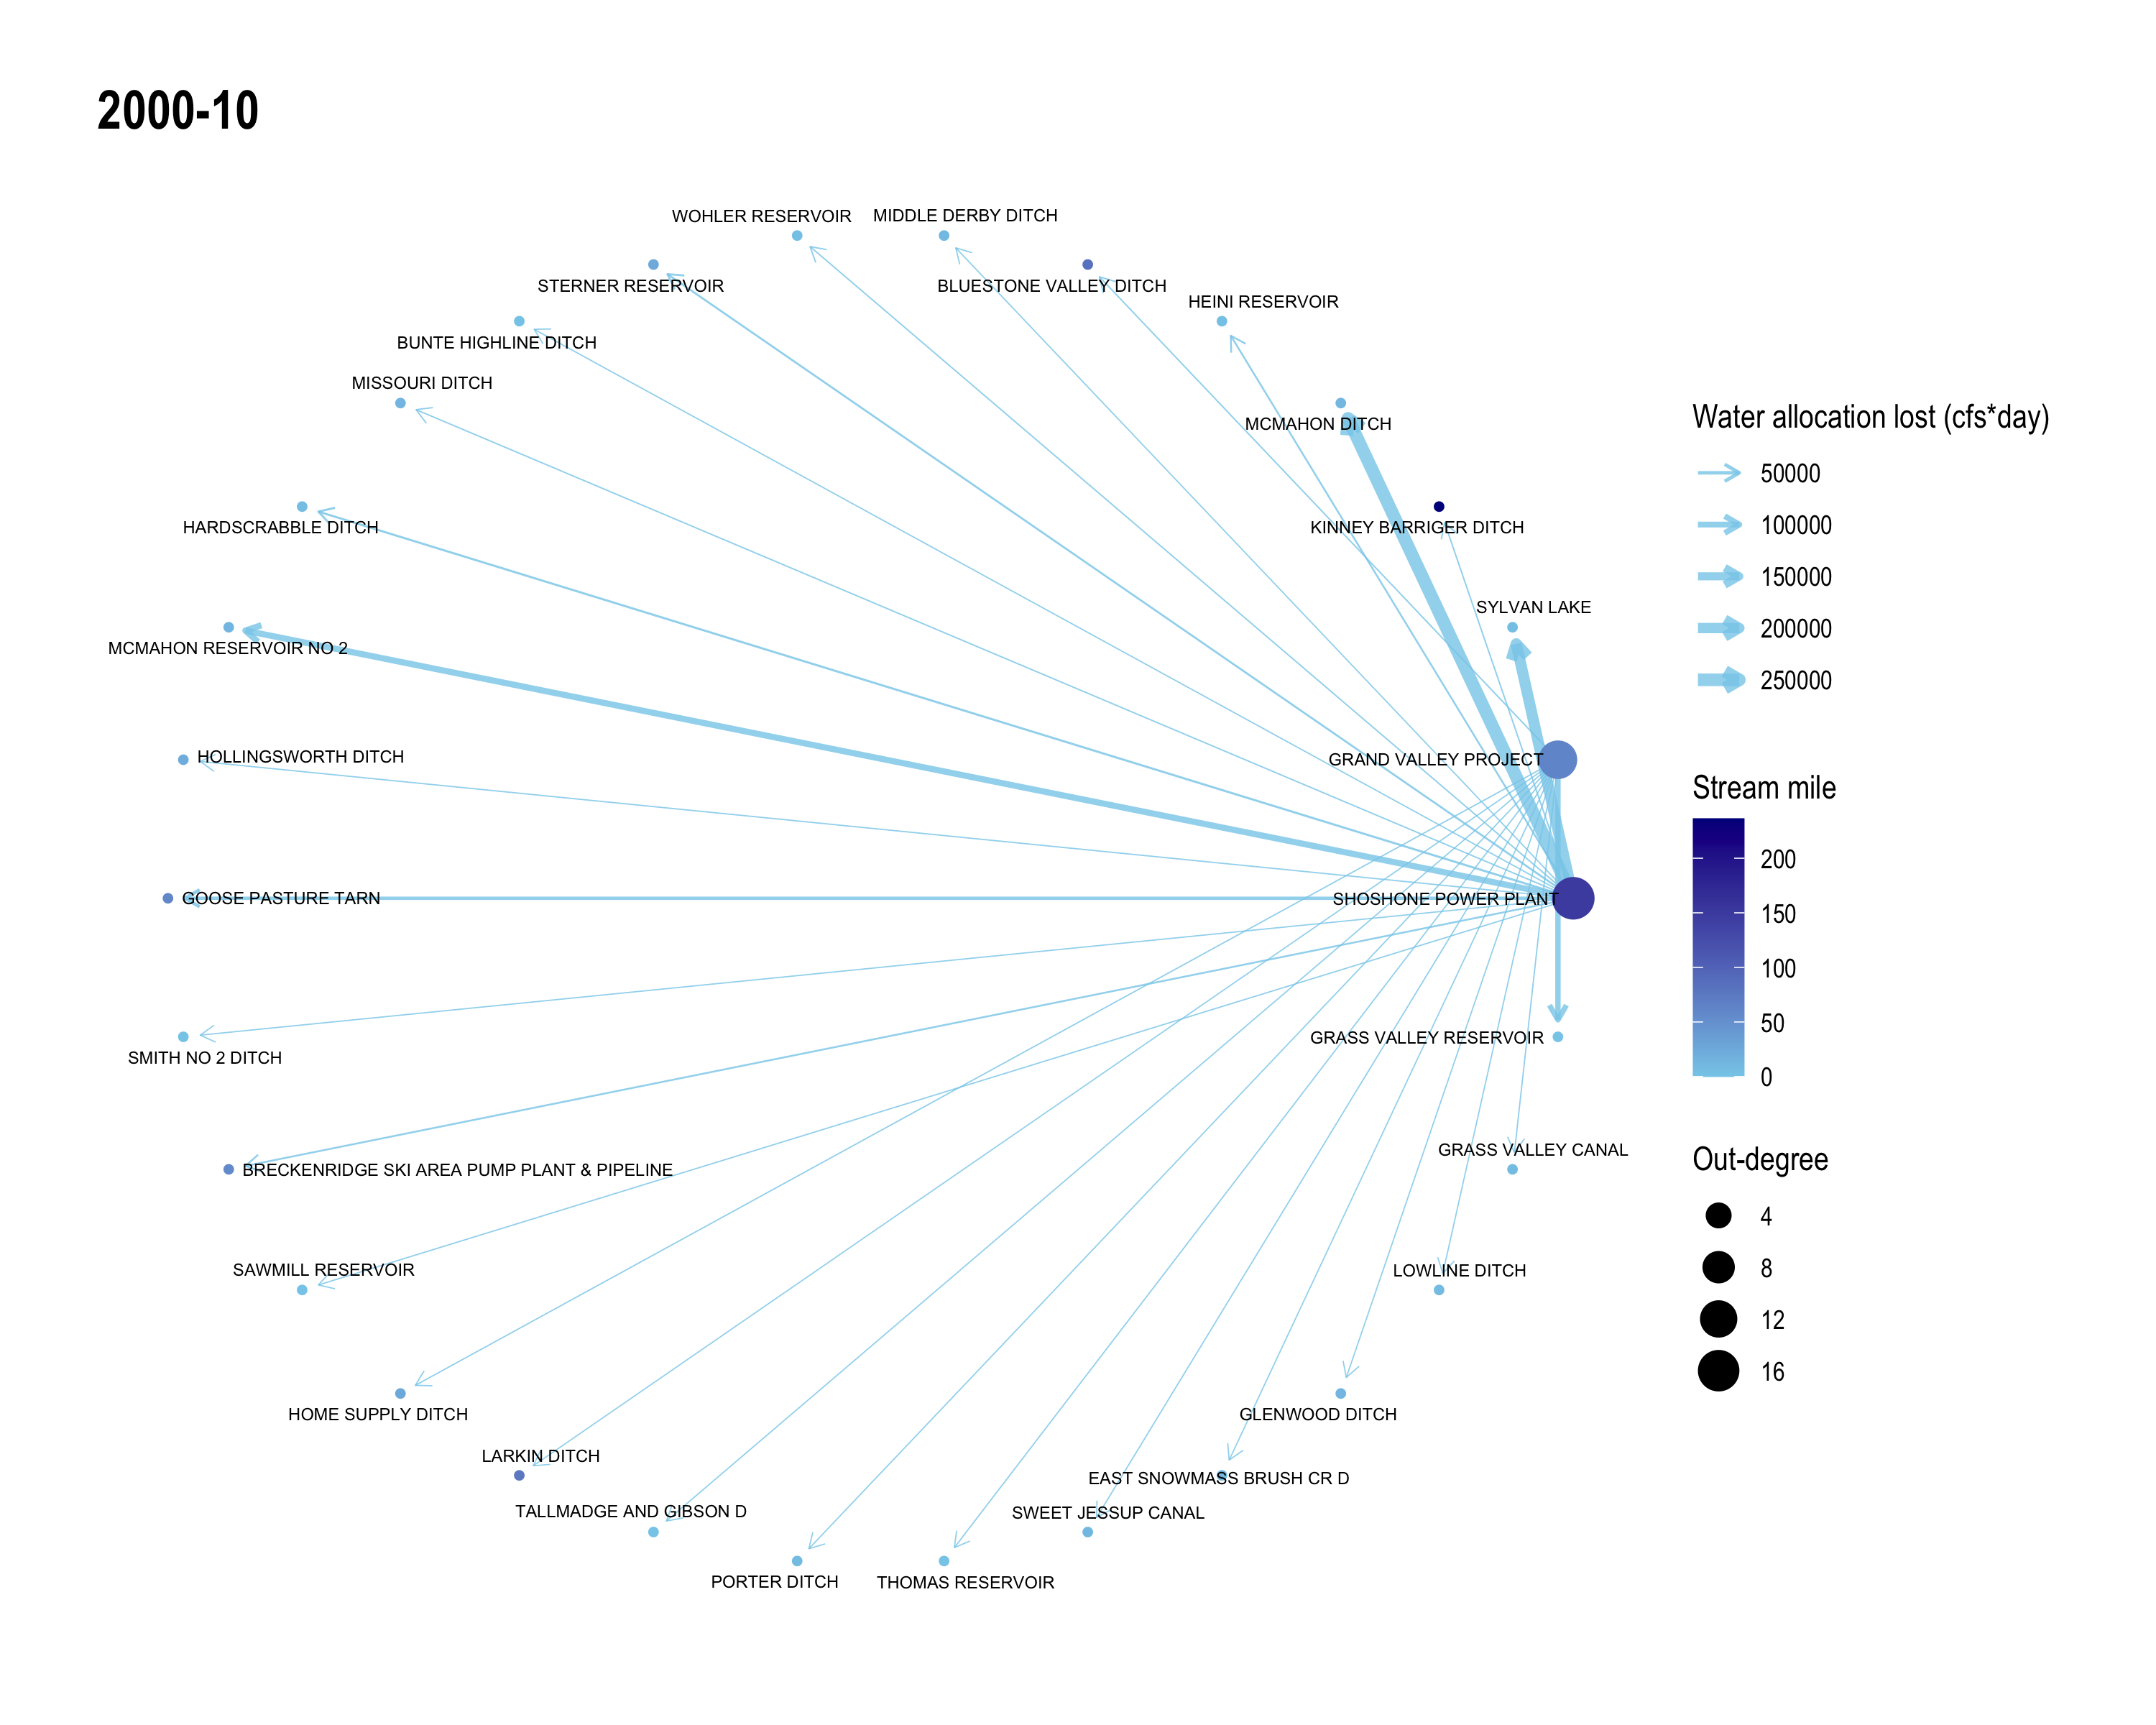 2000-10
WOHLER RESERVOIR
MIDDLE DERBY DITCH
STERNER RESERVOIR
BLUESTONE VALLEY DITCH
HEINI RESERVOIR
BUNTE HIGHLINE DITCH
MISSOURI DITCH
MCMAHON DITCH
HARDSCRABBLE DITCH
KINNEY BARRIGER DITCH
SYLVAN LAKE
MCMAHON RESERVOIR NO 2
HOLLINGSWORTH DITCH
GRAND VALLEY PROJECT
GOOSE PASTURE TARN
SHOSHONE POWER PLANT
GRASS VALLEY RESERVOIR
SMITH NO 2 DITCH
GRASS VALLEY CANAL
BRECKENRIDGE SKI AREA PUMP PLANT & PIPELINE
SAWMILL RESERVOIR
LOWLINE DITCH
HOME SUPPLY DITCH
GLENWOOD DITCH
LARKIN DITCH
EAST SNOWMASS BRUSH CR D
TALLMADGE AND GIBSON D
SWEET JESSUP CANAL
PORTER DITCH
THOMAS RESERVOIR
Water allocation lost (cfs*day)
50000
100000
150000
200000
250000
Stream mile
200
150
100
50
0
Out-degree
4
8
12
16